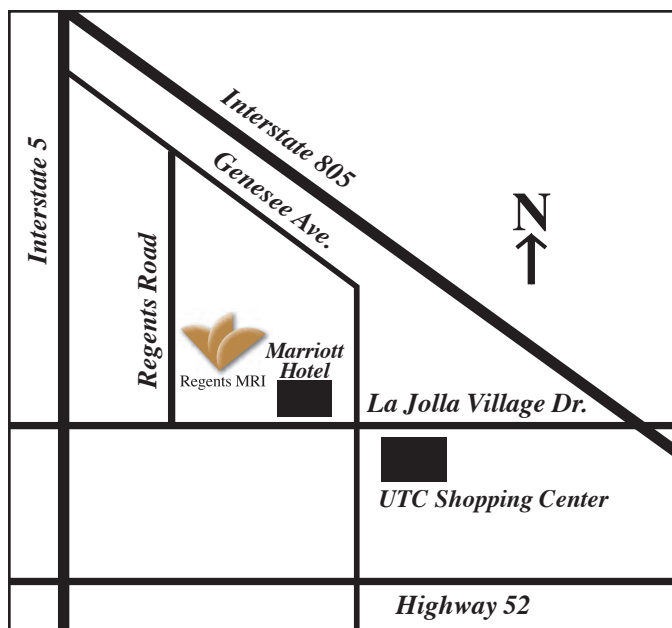 Interstate 805
Interstate 5
Genesee Ave.
N
Regents Road
Marriott
Hotel
Regents MRI
La Jolla Village Dr.
UTC Shopping Center
Highway 52